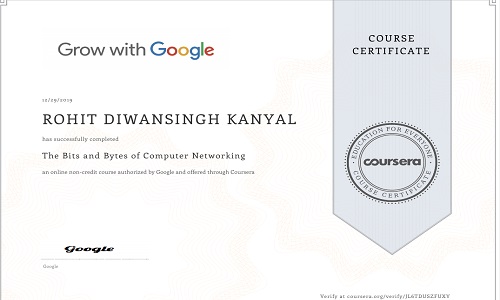 Grow with Google
COURSE
CERTIFICATE
12/29/2019
ROHIT DIWANSINGH KANYAL
has successfully completed
The Bits and Bytes of Computer Networking
an online non-credit course authorized by Google and offered through Coursera
EDUCATION FOR EVERYONE
coursera
COURSE CERTIFICATE
Google
Google
Verify at coursera.org/verify/JL6TDUSZFUXY